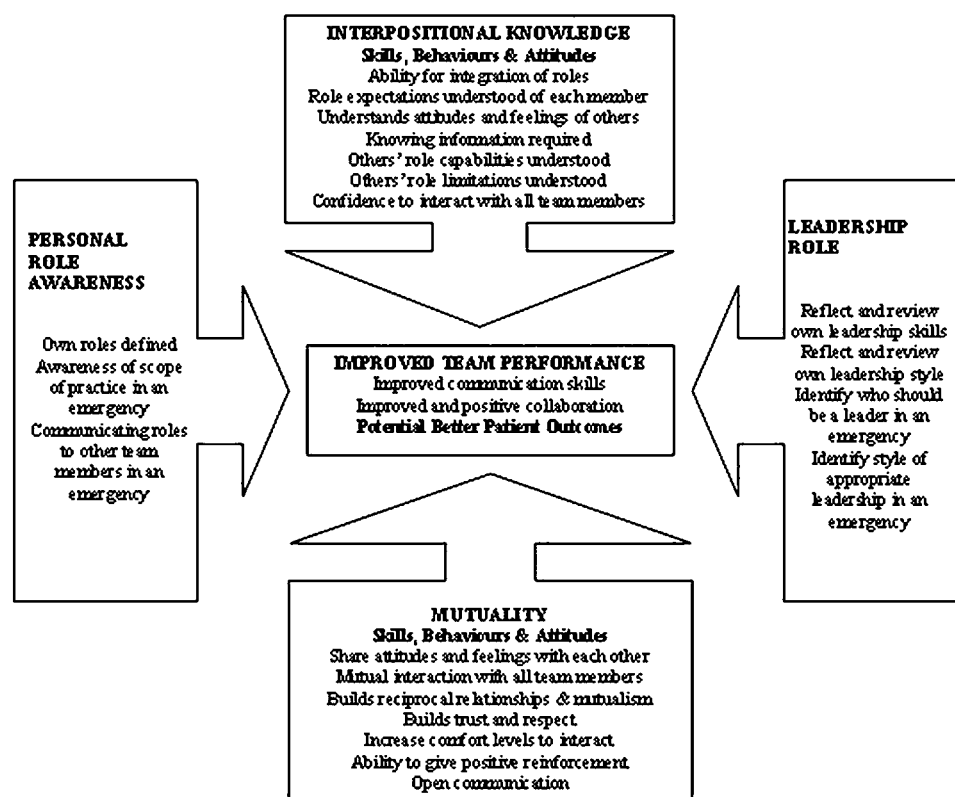 INTERPOSITIONAL KNOWLEDGE
Skills, Behaviours & Attitudes
Ability for integration of roles
Role expectations understood of each member
Understands attitudes and feelings of others
Knowing information required
Others' role capabilities understood
Others' role limitations understood
Confidence to interact with all team members
PERSONAL
ROLE
AWARENESS
Own roles defined
Awareness of scope
of practice in an
emergency
Communicating roles
to other team
members in an
emergency
IMPROVED TEAM PERFORMANCE
Improved communication skills
Improved and positive collaboration
Potential Better Patient Outcomes
LEADERSHIP
ROLE
Reflect and review
own leadership skills
Reflect and review
own leadership style
Identify who should
be a leader in an
emergency
Identify style of
appropriate
leadership in an
emergency
MUTUALITY
Skills, Behaviours & Attitudes
Share attitudes and feelings with each other
Mutual interaction with all team members
Builds reciprocal relationships & mutualism
Builds trust and respect
Increase comfort levels to interact
Ability to give positive reinforcement
Open communication